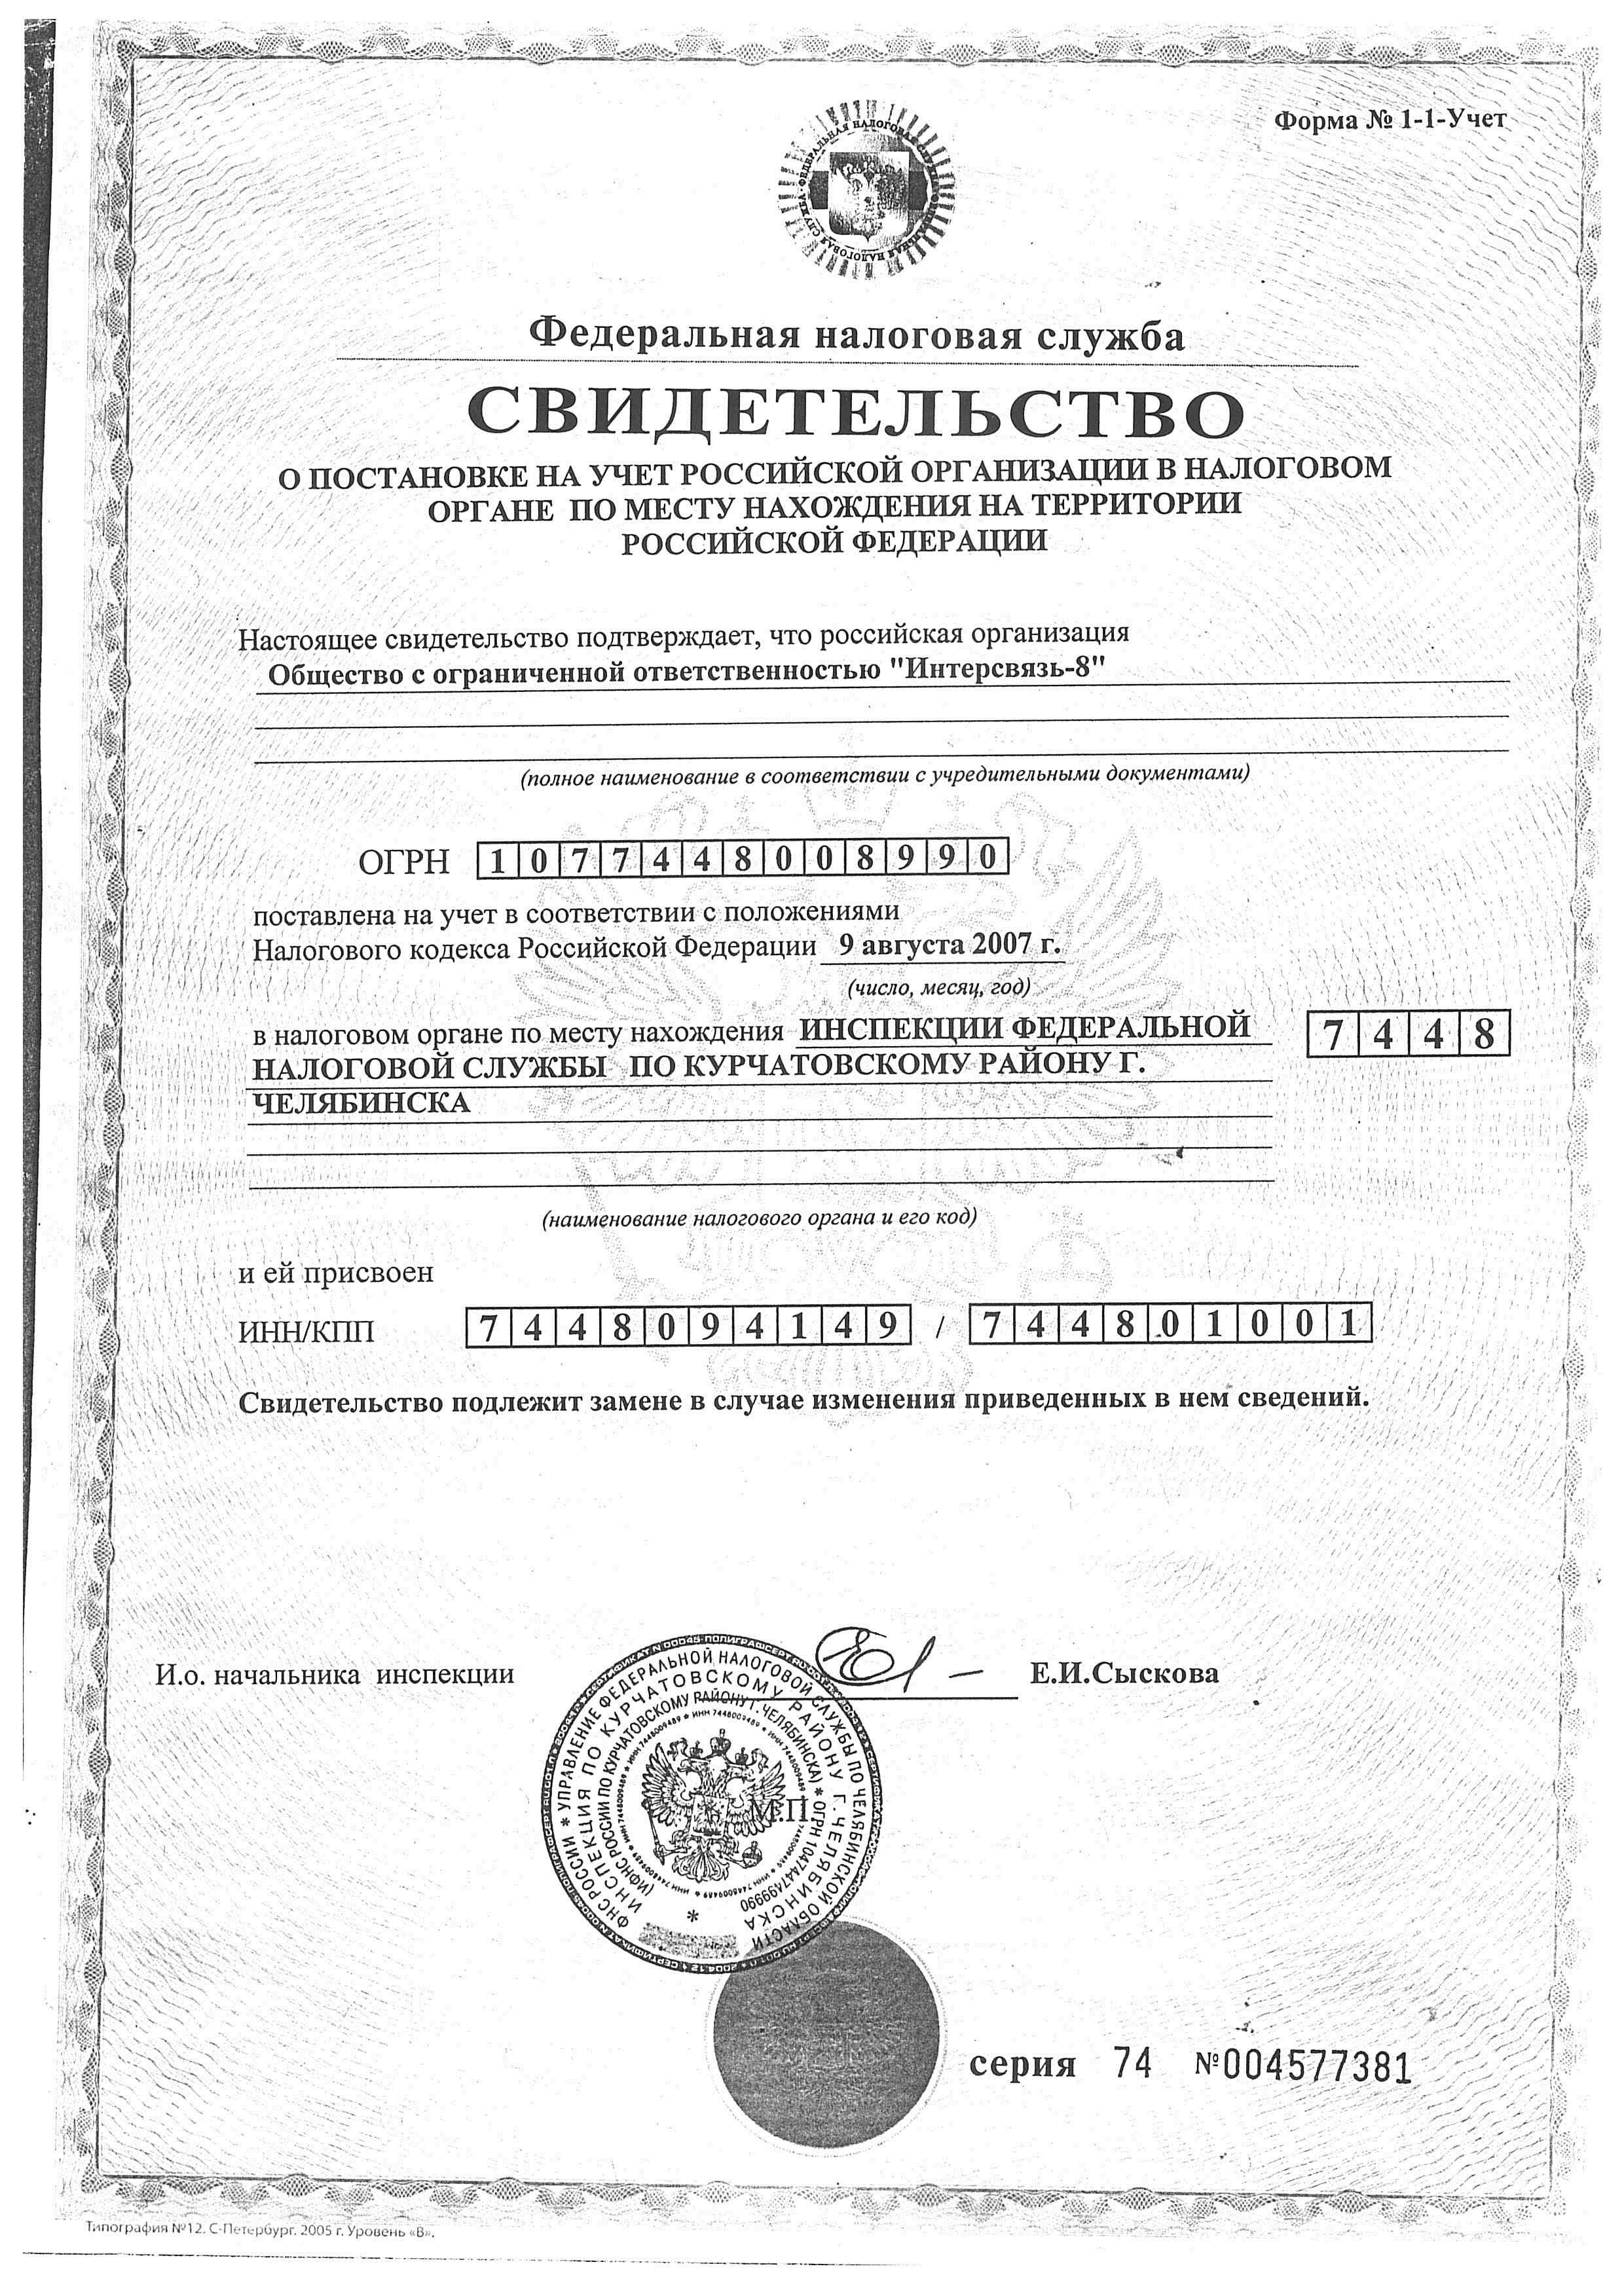 Форма № 1-1-Учет
ФЕДЕРАЛЬНАЯ НАЛОГОВАЯ СЛУЖБА
Федеральная налоговая служба
СВИДЕТЕЛЬСТВО
О ПОСТАНОВКЕ НА УЧЕТ РОССИЙСКОЙ ОРГАНИЗАЦИИ В НАЛОГОВОМ
ОРГАНЕ ПО МЕСТУ НАХОЖДЕНИЯ НА ТЕРРИТОРИИ
РОССИЙСКОЙ ФЕДЕРАЦИИ
Настоящее свидетельство подтверждает, что российская организация
Общество с ограниченной ответственностью "Интерсвязь-8"
(полное наименование в соответствии с учредительными документами)
ОГРН 1077448008990
поставлена на учет в соответствии с положениями
Налогового кодекса Российской Федерации 9 августа 2007 г.
(число, месяц, год)
в налоговом органе по месту нахождения ИНСПЕКЦИИ ФЕДЕРАЛЬНОЙ 7448
НАЛОГОВОЙ СЛУЖБЫ ПО КУРЧАТОВСКОМУ РАЙОНУ Г.
ЧЕЛЯБИНСКА
(наименование налогового органа и его код)
и ей присвоен
ИНН/КПП 7448094149 / 744801001
Свидетельство подлежит замене в случае изменения приведенных в нем сведений.
И.о. начальника инспекции Е.И.Сыскова
ФНС РОССИИ * УПРАВЛЕНИЕ ФЕДЕРАЛЬНОЙ НАЛОГОВОЙ СЛУЖБЫ ПО ЧЕЛЯБИНСКОЙ ОБЛАСТИ
ИНСПЕКЦИЯ ПО КУРЧАТОВСКОМУ РАЙОНУ Г. ЧЕЛЯБИНСКА
(ИФНС РОССИИ ПО КУРЧАТОВСКОМУ РАЙОНУ Г. ЧЕЛЯБИНСКА) * ОГРН 1047447499990
* ИНН 7448009489 *
М.П.
серия 74 №004577381
Типография №12. С-Петербург. 2005 г. Уровень «В».